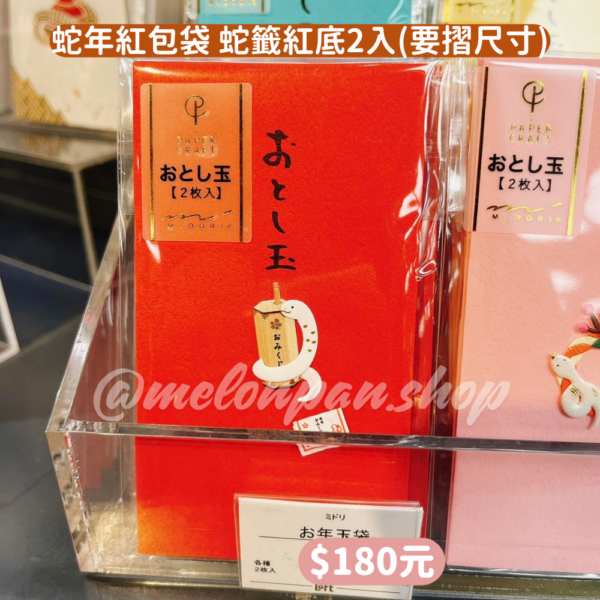 蛇年紅包袋 蛇籤紅底2入(要摺尺寸)
PAPER
CRAFT
おとし玉
【2枚入】
MIDORI
おとし玉
おみくじ
PAPER
CRAFT
おとし玉
【2枚入】
MIDORI
@melonpan.shop
ミドリ
お年玉袋
各種
2枚入
$180元